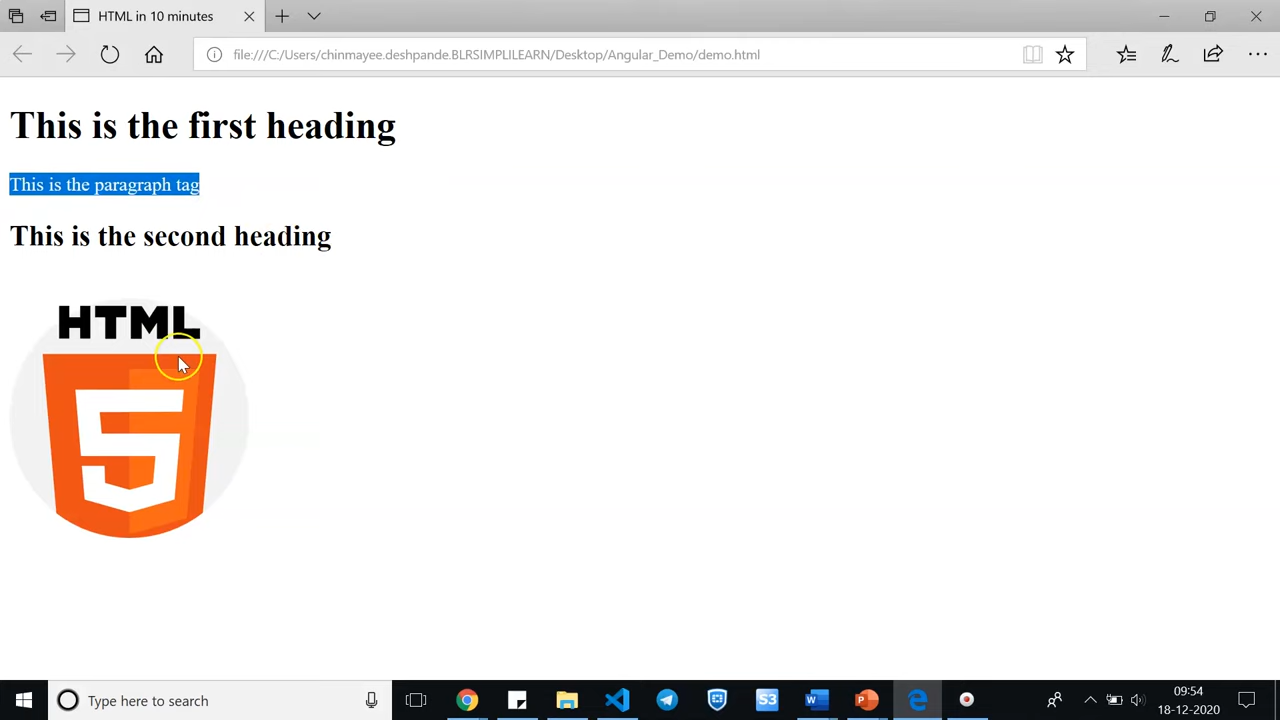 HTML in 10 minutes
file:///C:/Users/chinmayee.deshpande.BLRSIMPLILEARN/Desktop/Angular_Demo/demo.html
This is the first heading
This is the paragraph tag
This is the second heading
HTML
5
Type here to search
S3
W
P
09:54
18-12-2020